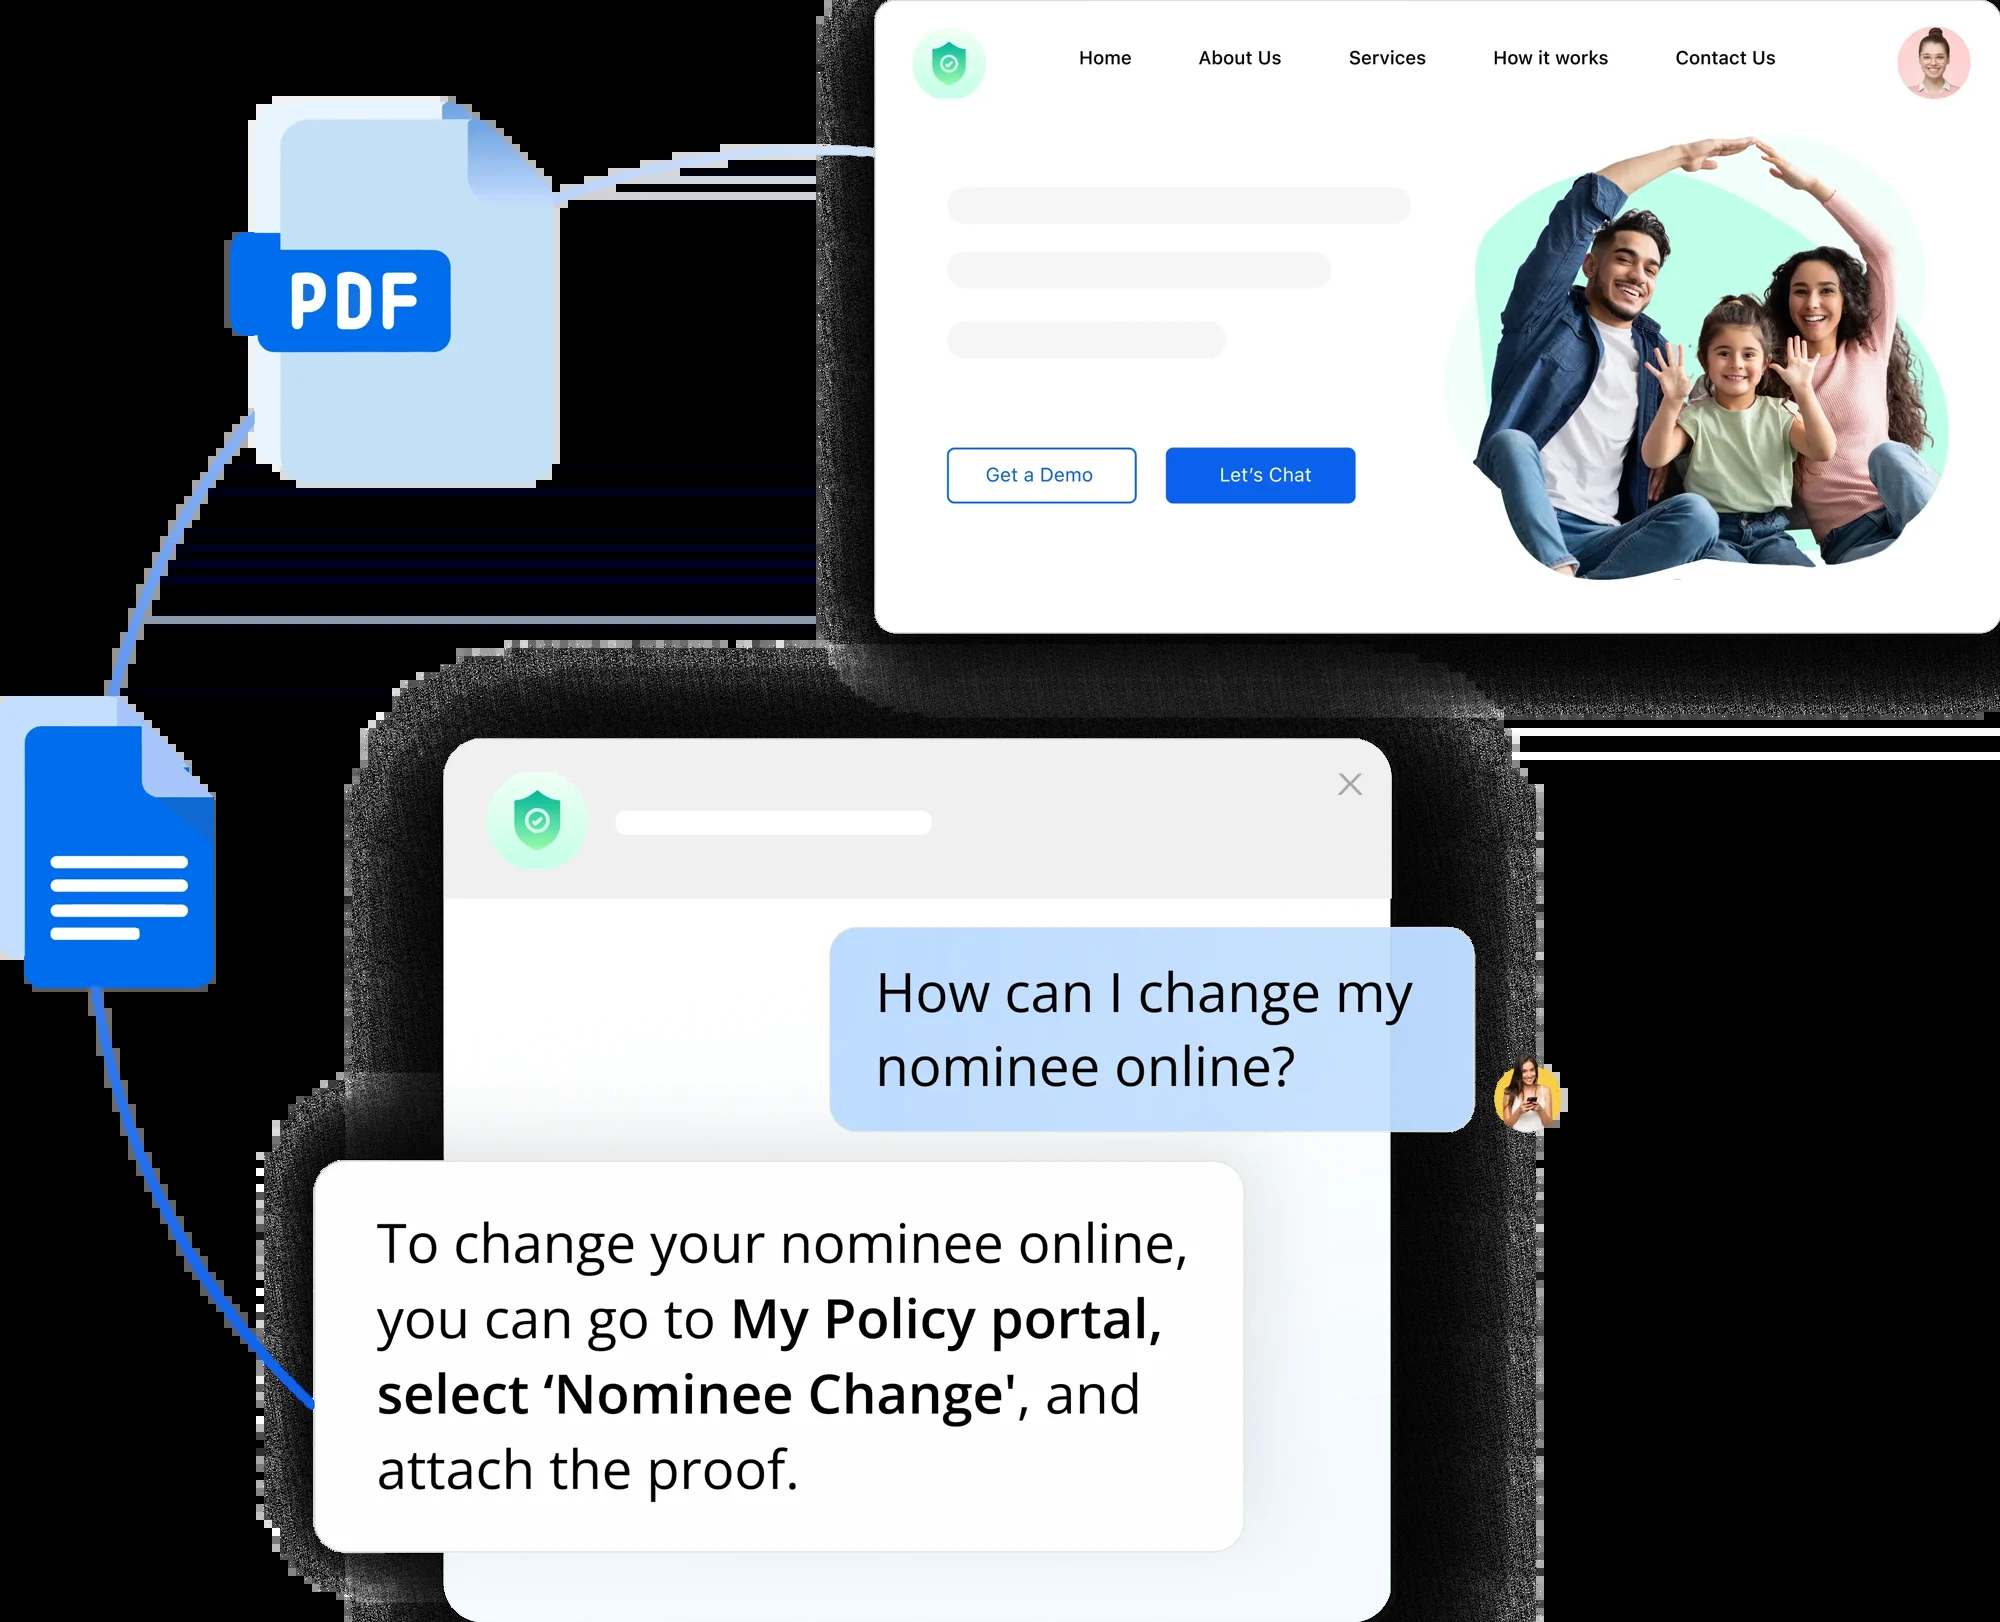 Home About Us Services How it works Contact Us
PDF
Get a Demo Let’s Chat
How can I change my
nominee online?
To change your nominee online,
you can go to My Policy portal,
select ‘Nominee Change', and
attach the proof.